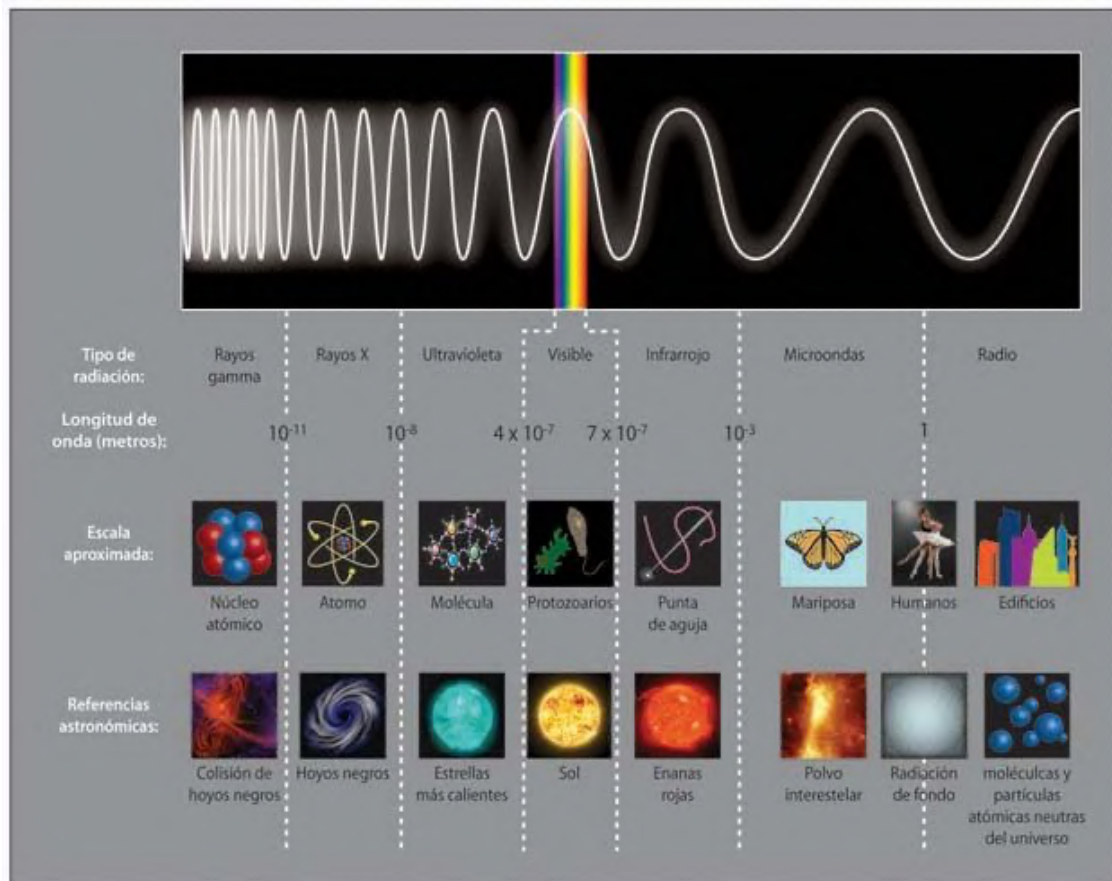 Tipo de
radiación:
Rayos
gamma
Rayos X
Ultravioleta
Visible
Infrarrojo
Microondas
Radio
Longitud de
onda (metros):
10⁻¹¹
10⁻⁸
4 x 10⁻⁷
7 x 10⁻⁷
10⁻³
1
Escala
aproximada:
Núcleo
atómico
Atomo
Molécula
Protozoarios
Punta
de aguja
Mariposa
Humanos
Edificios
Referencias
astronómicas:
Colisión de
hoyos negros
Hoyos negros
Estrellas
más calientes
Sol
Enanas
rojas
Polvo
interestelar
Radiación
de fondo
moléculcas y
partículas
atómicas neutras
del universo